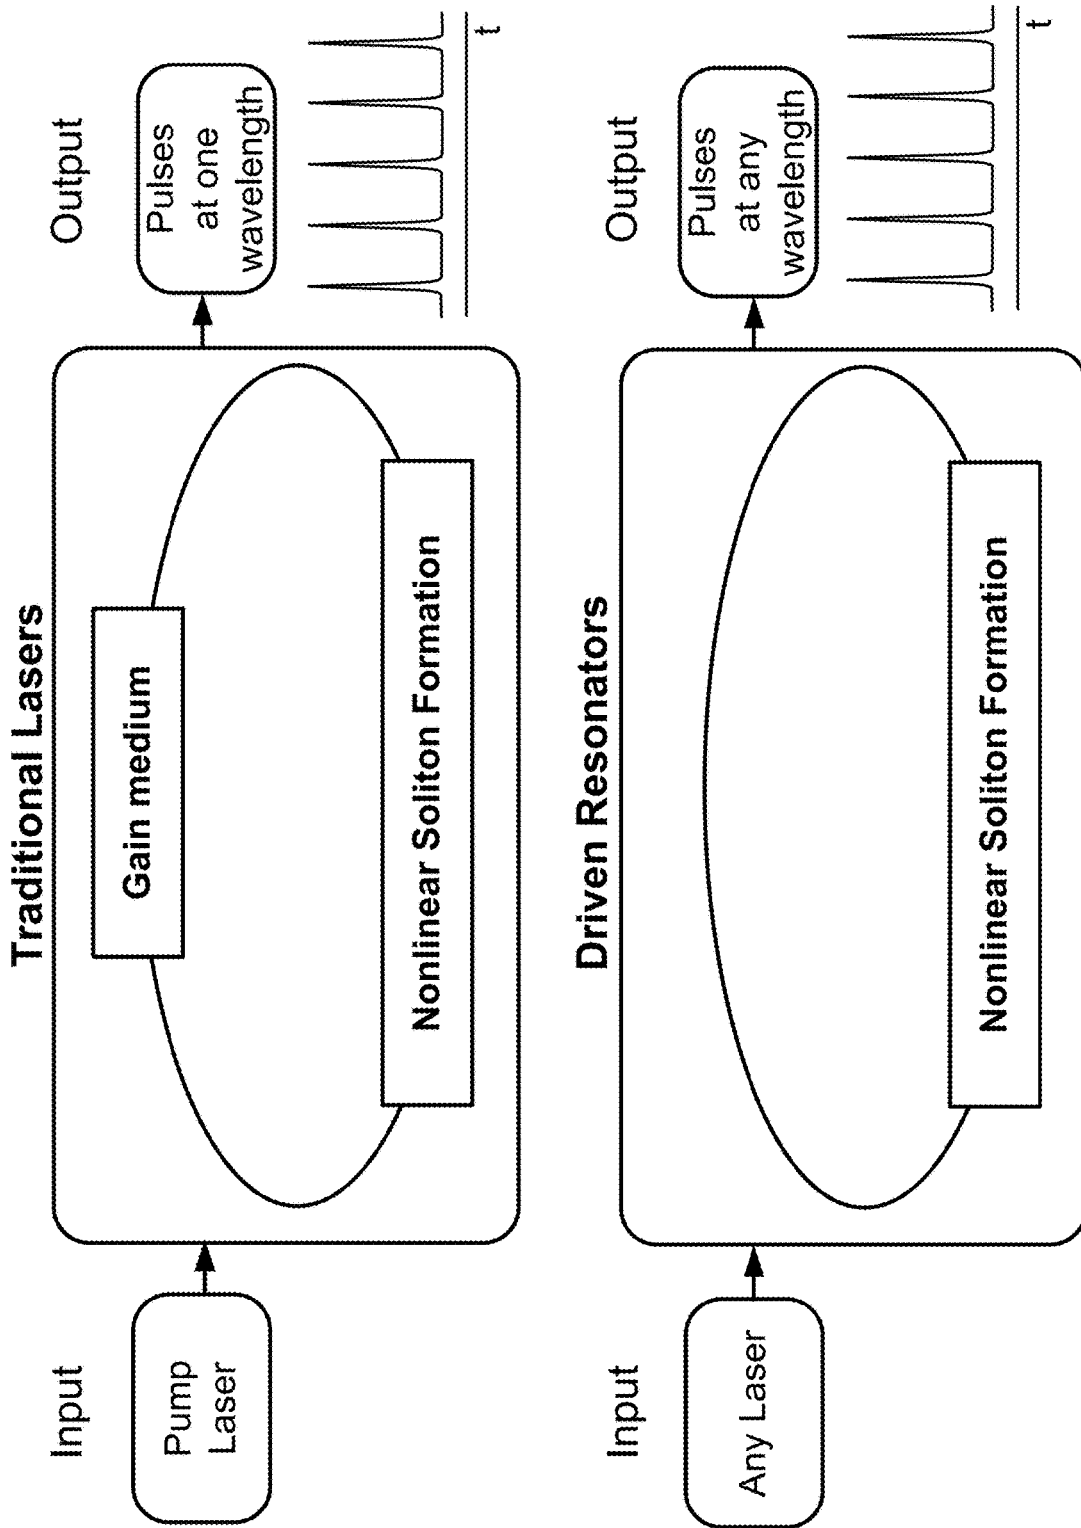 Traditional Lasers
Input
Pump
Laser
Gain medium
Nonlinear Soliton Formation
Output
Pulses
at one
wavelength
t
Driven Resonators
Input
Any Laser
Nonlinear Soliton Formation
Output
Pulses
at any
wavelength
t